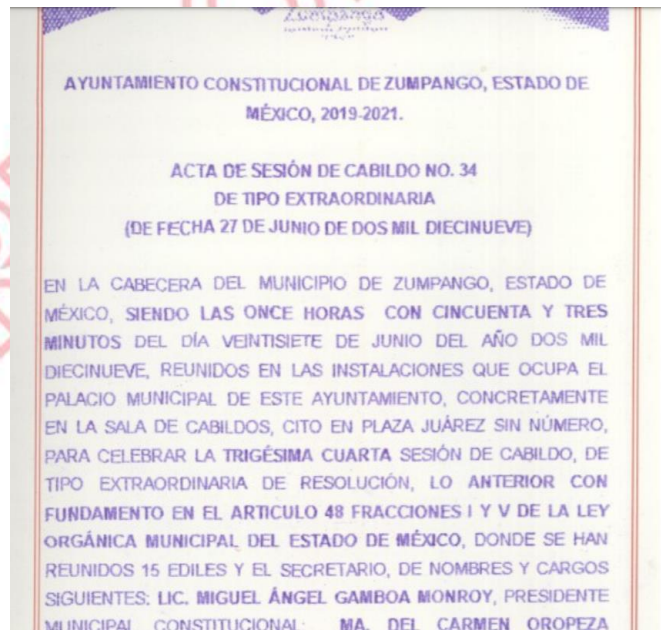 Zumpango
AYUNTAMIENTO CONSTITUCIONAL DE ZUMPANGO, ESTADO DE
MÉXICO, 2019-2021.
ACTA DE SESIÓN DE CABILDO NO. 34
DE TIPO EXTRAORDINARIA
(DE FECHA 27 DE JUNIO DE DOS MIL DIECINUEVE)
EN LA CABECERA DEL MUNICIPIO DE ZUMPANGO, ESTADO DE
MÉXICO, SIENDO LAS ONCE HORAS CON CINCUENTA Y TRES
MINUTOS DEL DÍA VEINTISIETE DE JUNIO DEL AÑO DOS MIL
DIECINUEVE, REUNIDOS EN LAS INSTALACIONES QUE OCUPA EL
PALACIO MUNICIPAL DE ESTE AYUNTAMIENTO, CONCRETAMENTE
EN LA SALA DE CABILDOS, CITO EN PLAZA JUÁREZ SIN NÚMERO,
PARA CELEBRAR LA TRIGÉSIMA CUARTA SESIÓN DE CABILDO, DE
TIPO EXTRAORDINARIA DE RESOLUCIÓN, LO ANTERIOR CON
FUNDAMENTO EN EL ARTICULO 48 FRACCIONES I Y V DE LA LEY
ORGÁNICA MUNICIPAL DEL ESTADO DE MÉXICO, DONDE SE HAN
REUNIDOS 15 EDILES Y EL SECRETARIO, DE NOMBRES Y CARGOS
SIGUIENTES: LIC. MIGUEL ÁNGEL GAMBOA MONROY, PRESIDENTE
MUNICIPAL CONSTITUCIONAL; MA. DEL CARMEN OROPEZA